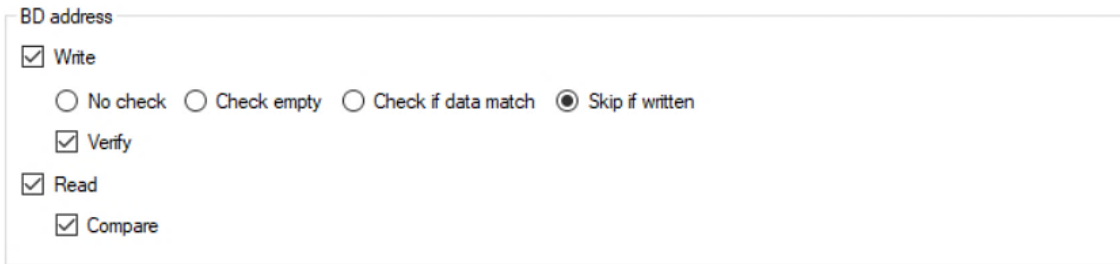 BD address
Write
No check Check empty Check if data match Skip if written
Verify
Read
Compare